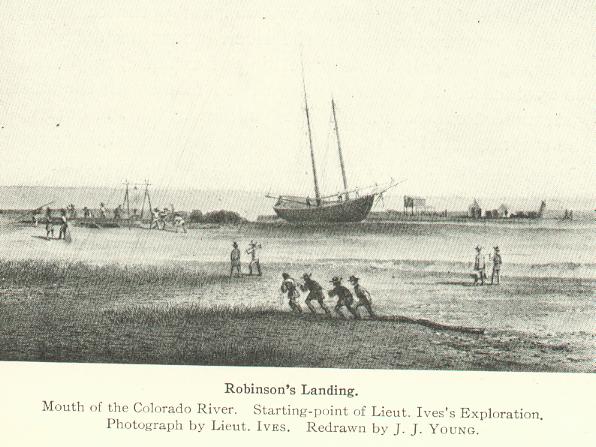 Robinson's Landing.
Mouth of the Colorado River. Starting-point of Lieut. Ives's Exploration.
Photograph by Lieut. Ives. Redrawn by J. J. Young.